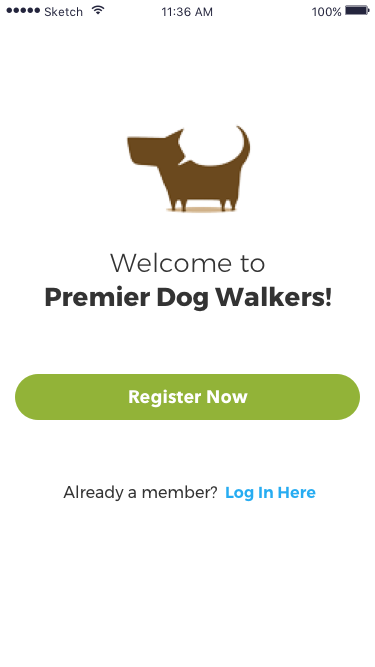 Sketch 11:36 AM 100%
Welcome to
Premier Dog Walkers!
Register Now
Already a member? Log In Here